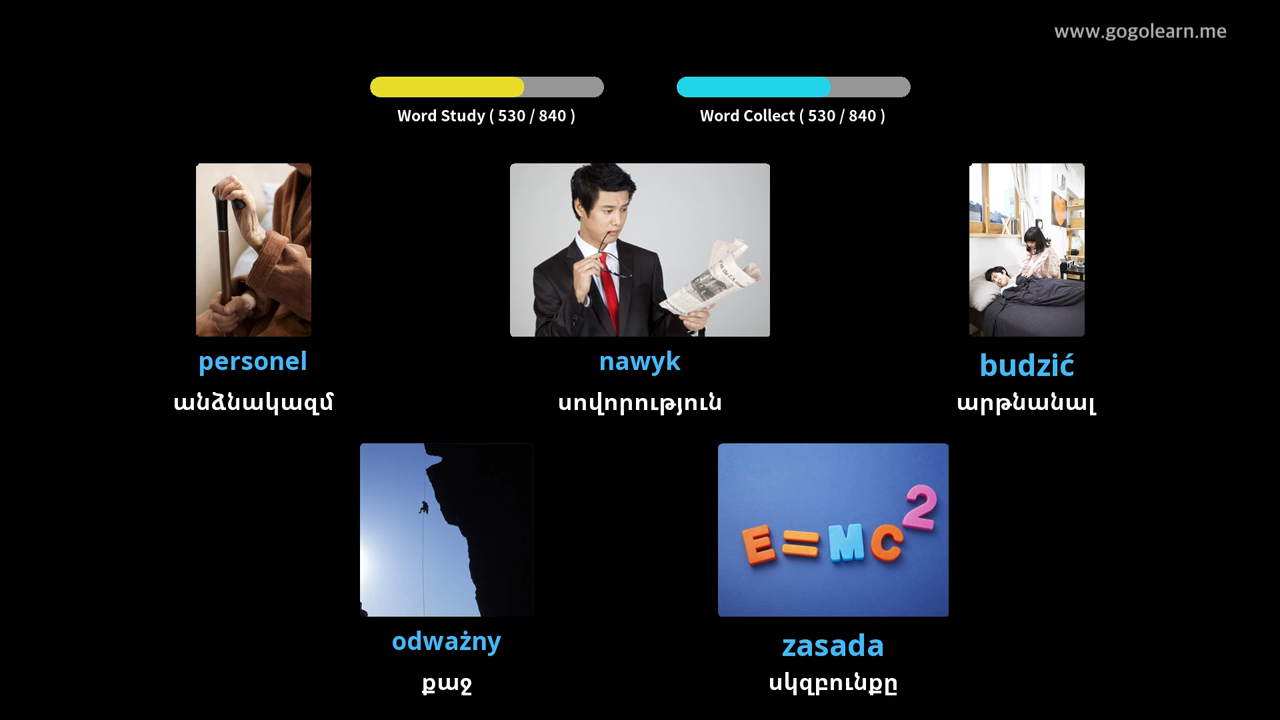 www.gogolearn.me
Word Study ( 530 / 840 )
Word Collect ( 530 / 840 )
personel
nawyk
budzić
անձնակազմ
սովորություն
արթնանալ
E=MC2
odważny
zasada
քաջ
սկզբունքը